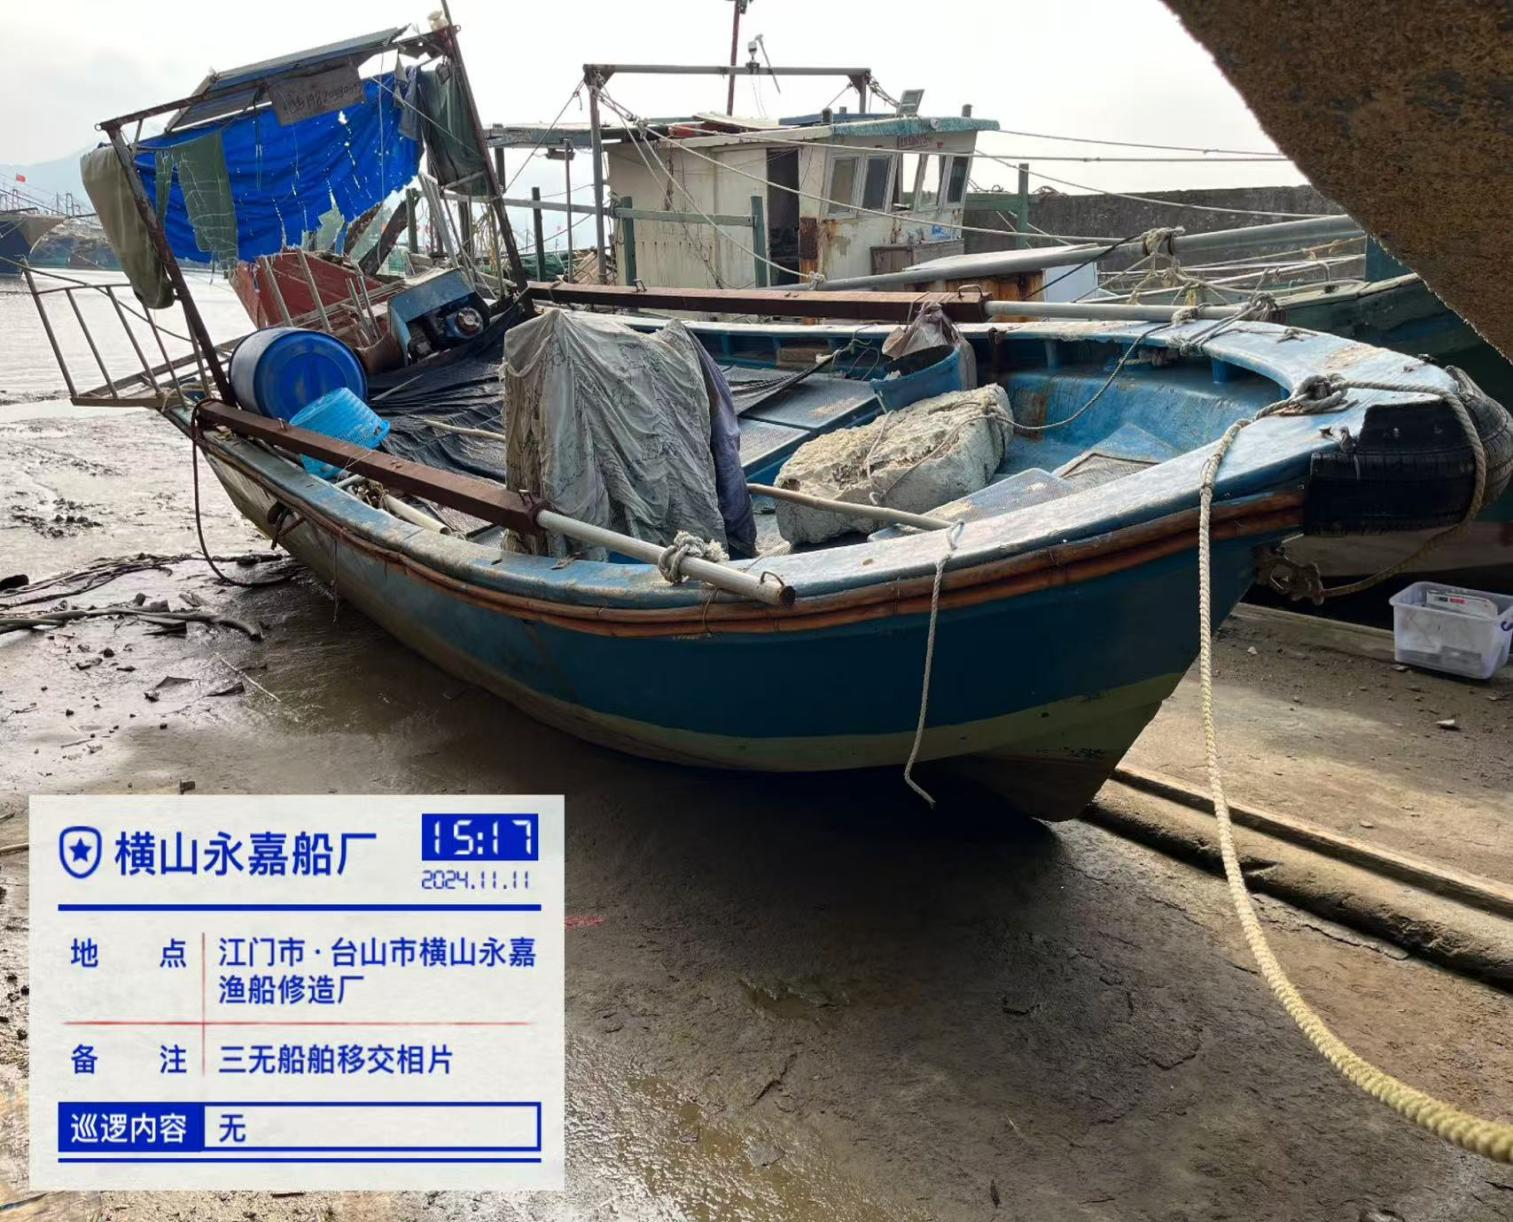 横山永嘉船厂
15:17
2024.11.11
地点
江门市·台山市横山永嘉
渔船修造厂
备注
三无船舶移交相片
巡逻内容
无